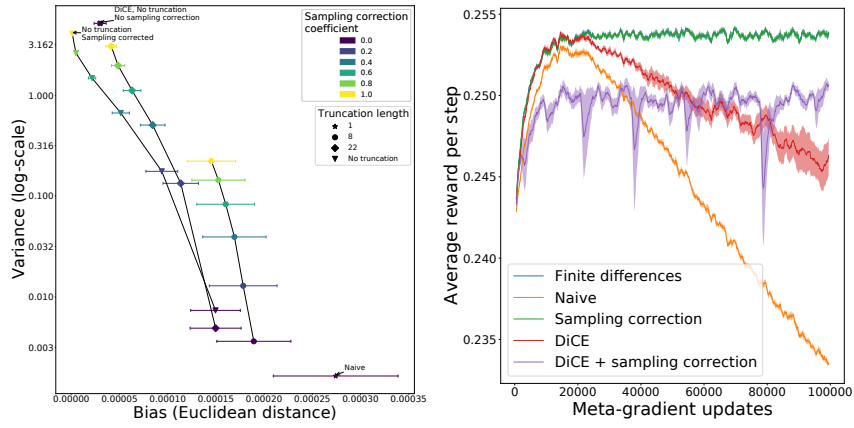 DiCE, No truncation
No sampling correction
No truncation
Sampling corrected
Sampling correction
coefficient
0.0
0.2
0.4
0.6
0.8
1.0
Truncation length
1
8
22
No truncation
Naive
3.162
1.000
0.316
0.100
0.032
0.010
0.003
Variance (log-scale)
0.00000
0.00005
0.00010
0.00015
0.00020
0.00025
0.00030
0.00035
Bias (Euclidean distance)
0.255
0.250
0.245
0.240
0.235
Average reward per step
Finite differences
Naive
Sampling correction
DiCE
DiCE + sampling correction
0
20000
40000
60000
80000
100000
Meta-gradient updates